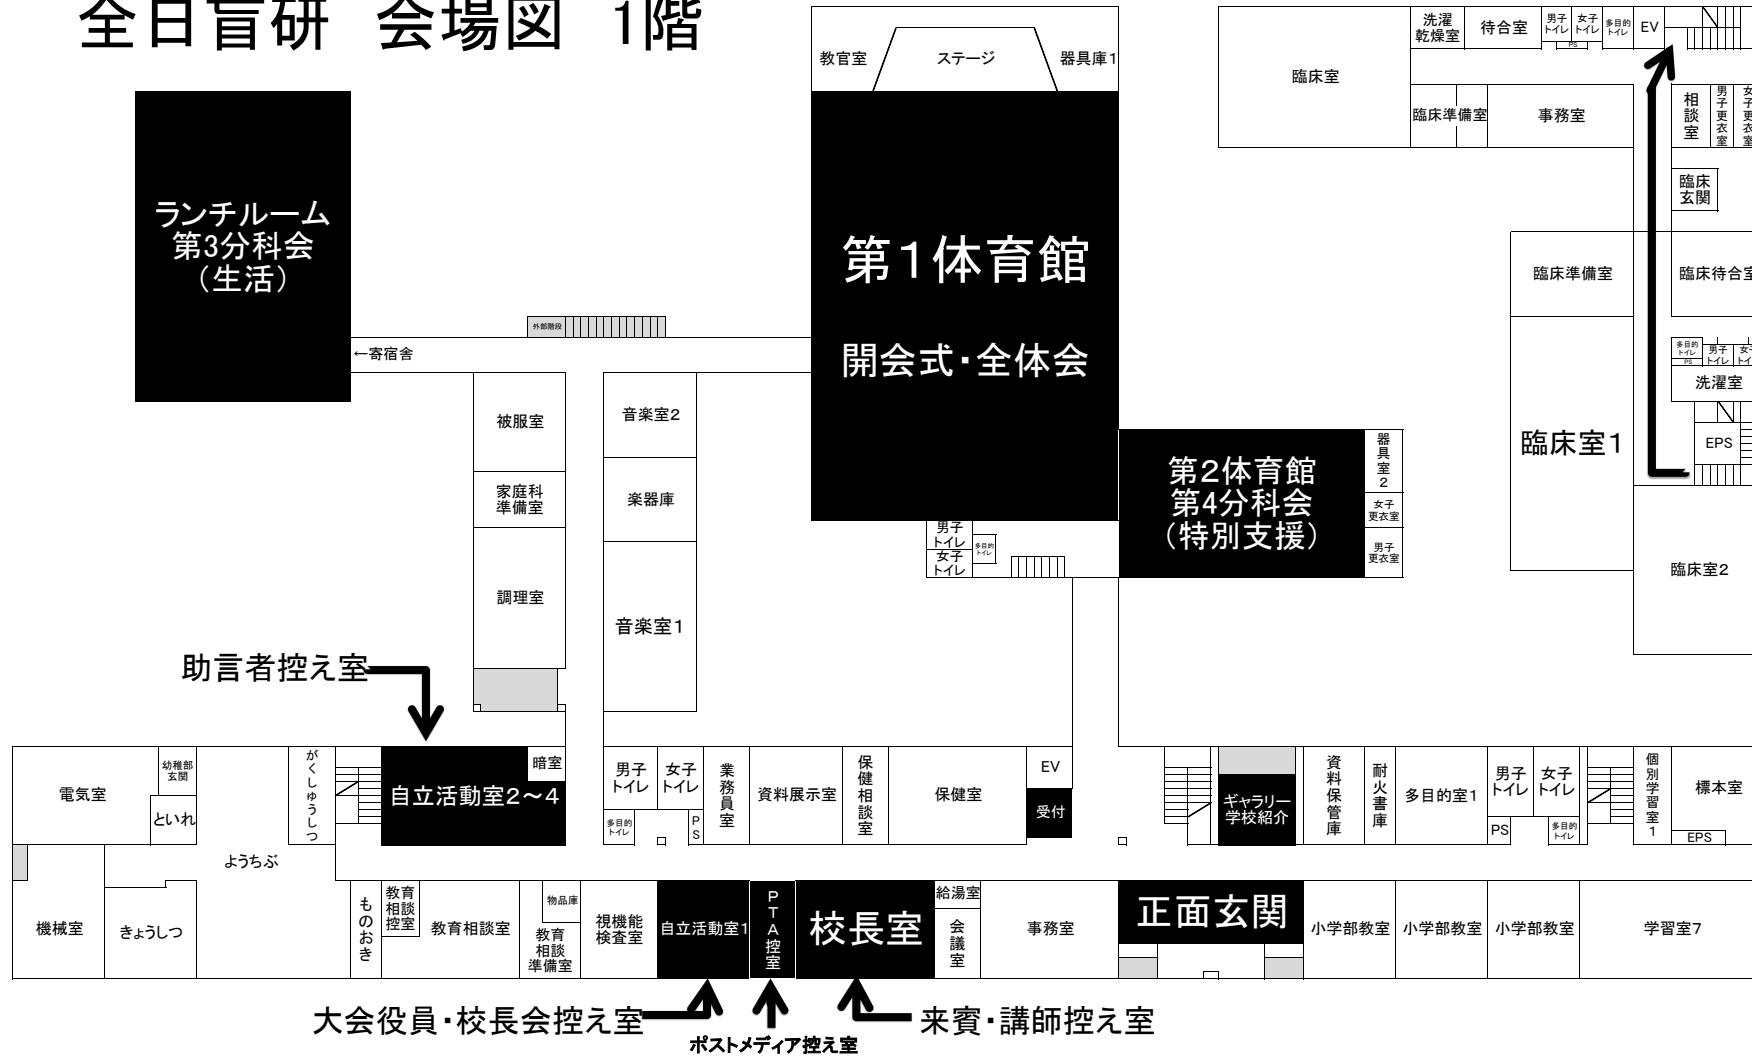 全日盲研　会場図　1階
教官室
ステージ
器具庫1
臨床室
洗濯
乾燥室
待合室
男子
トイレ
女子
トイレ
PS
多目的
トイレ
EV
臨床準備室
事務室
相談室
男子更衣室
女子更衣室
臨床
玄関
ランチルーム
第3分科会
（生活）
第1体育館
開会式・全体会
臨床準備室
臨床待合室
外部階段
←寄宿舎
多目的
トイレ
PS
男子
トイレ
洗濯室
EPS
被服室
音楽室2
家庭科
準備室
楽器庫
調理室
音楽室1
第2体育館
第4分科会
（特別支援）
器具室2
女子
更衣室
男子
更衣室
男子
トイレ
女子
トイレ
多目的
トイレ
臨床室1
臨床室2
助言者控え室
電気室
幼稚部
玄関
といれ
がくしゅうしつ
自立活動室2～4
暗室
男子
トイレ
女子
トイレ
多目的
トイレ
PS
業務員室
資料展示室
保健相談室
保健室
EV
受付
ギャラリー
学校紹介
資料保管庫
耐火書庫
多目的室1
男子
トイレ
女子
トイレ
PS
多目的
トイレ
個別学習室1
標本室
EPS
ようちぶ
機械室
きょうしつ
ものおき
教育
相談
控室
教育相談室
物品庫
教育
相談
準備室
視機能
検査室
自立活動室1
PTA控室
校長室
給湯室
会議室
事務室
正面玄関
小学部教室
小学部教室
小学部教室
学習室7
大会役員・校長会控え室
ポストメディア控え室
来賓・講師控え室